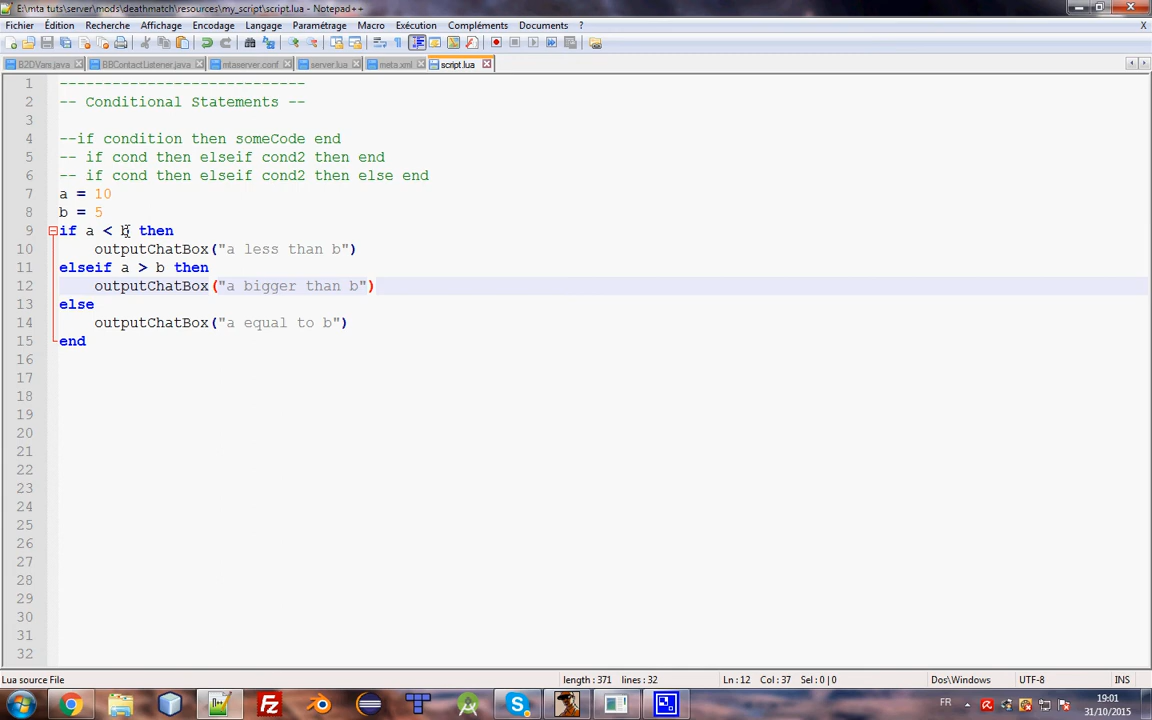 E:\mta tuts\server\mods\deathmatch\resources\my_script\script.lua - Notepad++
Fichier Édition Recherche Affichage Encodage Langage Paramétrage Macro Exécution Compléments Documents ? X
B2DVars.java BBContactListener.java mtaserver.conf server.lua meta.xml script.lua
1 ----------------------------
2 -- Conditional Statements --
3
4 --if condition then someCode end
5 -- if cond then elseif cond2 then end
6 -- if cond then elseif cond2 then else end
7 a = 10
8 b = 5
9 if a < b then
10 outputChatBox("a less than b")
11 elseif a > b then
12 outputChatBox("a bigger than b")
13 else
14 outputChatBox("a equal to b")
15 end
16
17
18
19
20
21
22
23
24
25
26
27
28
29
30
31
32
Lua source File length : 371 lines : 32 Ln : 12 Col : 37 Sel : 0 | 0 Dos\Windows UTF-8 INS
FR 19:01
31/10/2015